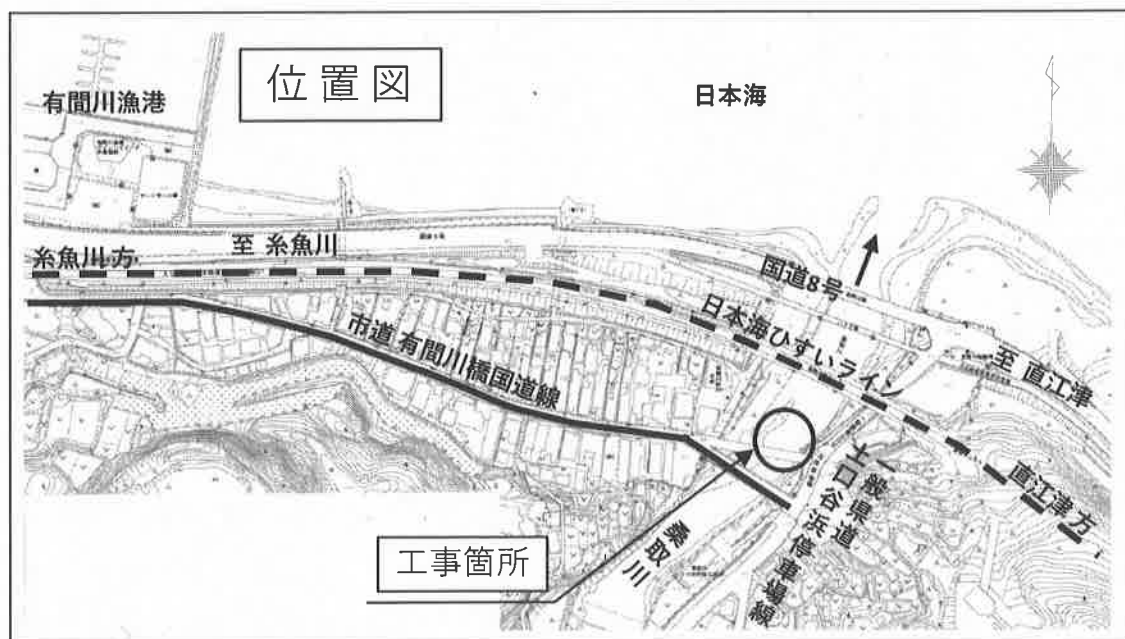 位置図
日本海
有間川漁港
至 糸魚川
糸魚川方
国道8号
日本海ひすいライン
至 直江津
市道 有間川橋国道線
直江津方
一般県道
土口谷浜停車場線
桑取川
工事箇所